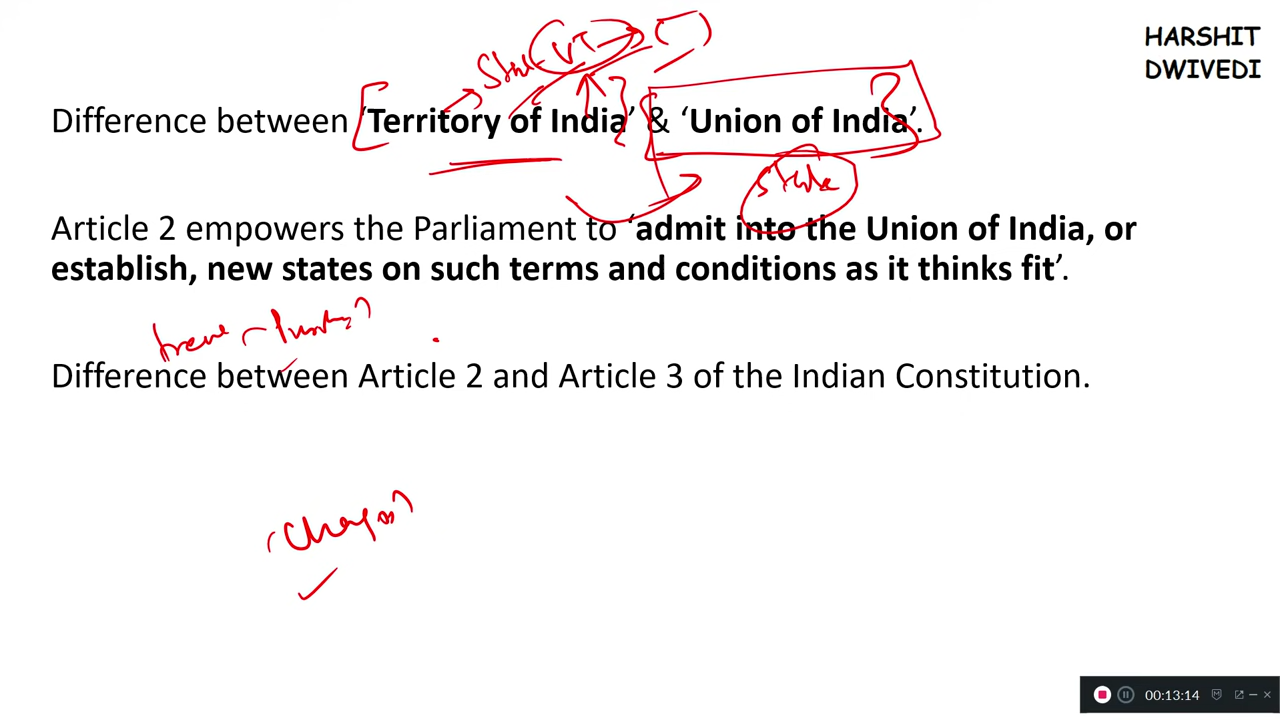 HARSHIT
DWIVEDI
Difference between ‘Territory of India’ & ‘Union of India’.
Article 2 empowers the Parliament to ‘admit into the Union of India, or
establish, new states on such terms and conditions as it thinks fit’.
Difference between Article 2 and Article 3 of the Indian Constitution.
00:13:14